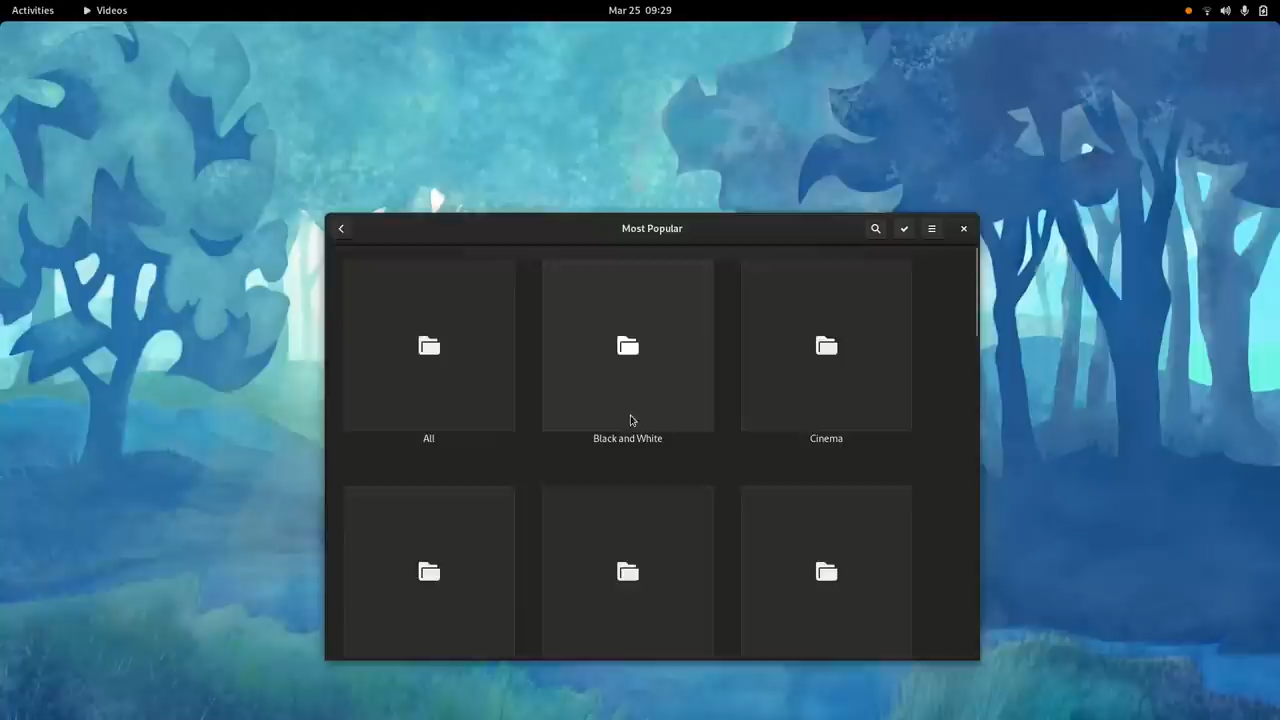 Activities Videos Mar 25 09:29
Most Popular
All Black and White Cinema